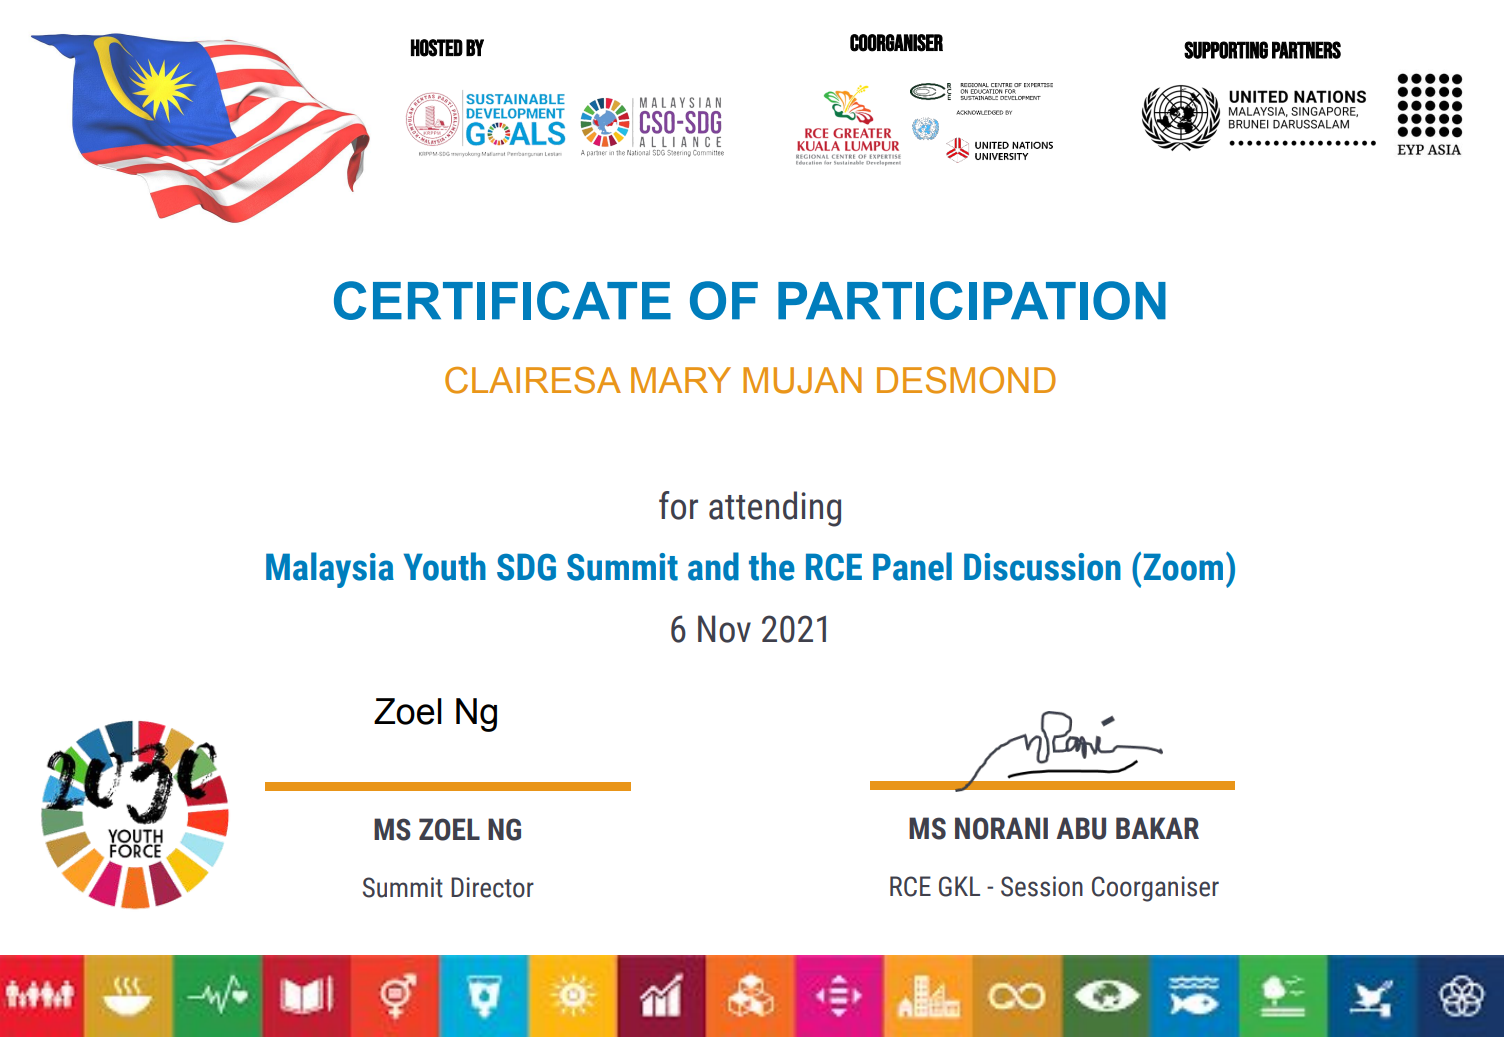 HOSTED BY
COORGANISER
SUPPORTING PARTNERS
KRPPM
MALAYSIA
SUSTAINABLE
DEVELOPMENT
GOALS
KRPPM-SDG menyokong Matlamat Pembangunan Lestari
MALAYSIAN
CSO-SDG
ALLIANCE
A partner in the National SDG Steering Committee
RCE GREATER
KUALA LUMPUR
REGIONAL CENTRE OF EXPERTISE
Education for Sustainable Development
RCE
REGIONAL CENTRE OF EXPERTISE
ON EDUCATION FOR
SUSTAINABLE DEVELOPMENT
ACKNOWLEDGED BY
UNITED NATIONS
UNIVERSITY
UNITED NATIONS
MALAYSIA, SINGAPORE,
BRUNEI DARUSSALAM
EYP ASIA
CERTIFICATE OF PARTICIPATION
CLAIRESA MARY MUJAN DESMOND
for attending
Malaysia Youth SDG Summit and the RCE Panel Discussion (Zoom)
6 Nov 2021
Zoel Ng
MS ZOEL NG
Summit Director
MS NORANI ABU BAKAR
RCE GKL - Session Coorganiser
2030
YOUTH
FORCE